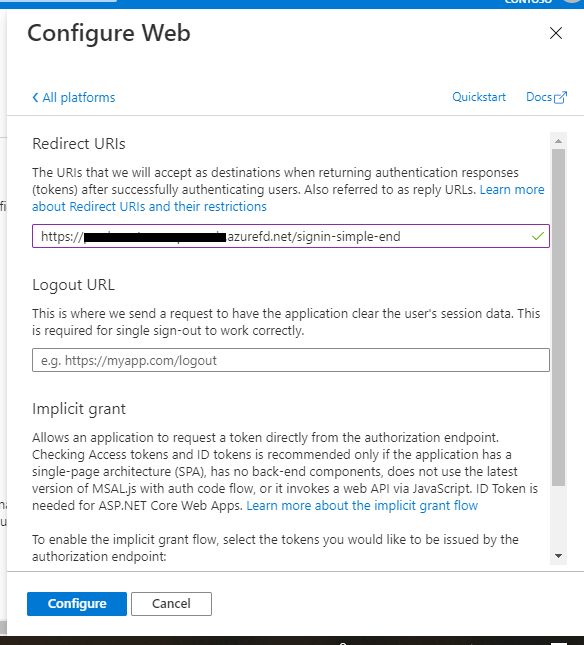 CONTOSO
Configure Web
All platforms
Quickstart
Docs
Redirect URIs
The URIs that we will accept as destinations when returning authentication responses
(tokens) after successfully authenticating users. Also referred to as reply URLs. Learn more
about Redirect URIs and their restrictions
https://
.azurefd.net/signin-simple-end
Logout URL
This is where we send a request to have the application clear the user's session data. This
is required for single sign-out to work correctly.
e.g. https://myapp.com/logout
Implicit grant
Allows an application to request a token directly from the authorization endpoint.
Checking Access tokens and ID tokens is recommended only if the application has a
single-page architecture (SPA), has no back-end components, does not use the latest
version of MSAL.js with auth code flow, or it invokes a web API via JavaScript. ID Token is
needed for ASP.NET Core Web Apps. Learn more about the implicit grant flow
To enable the implicit grant flow, select the tokens you would like to be issued by the
authorization endpoint:
Configure
Cancel